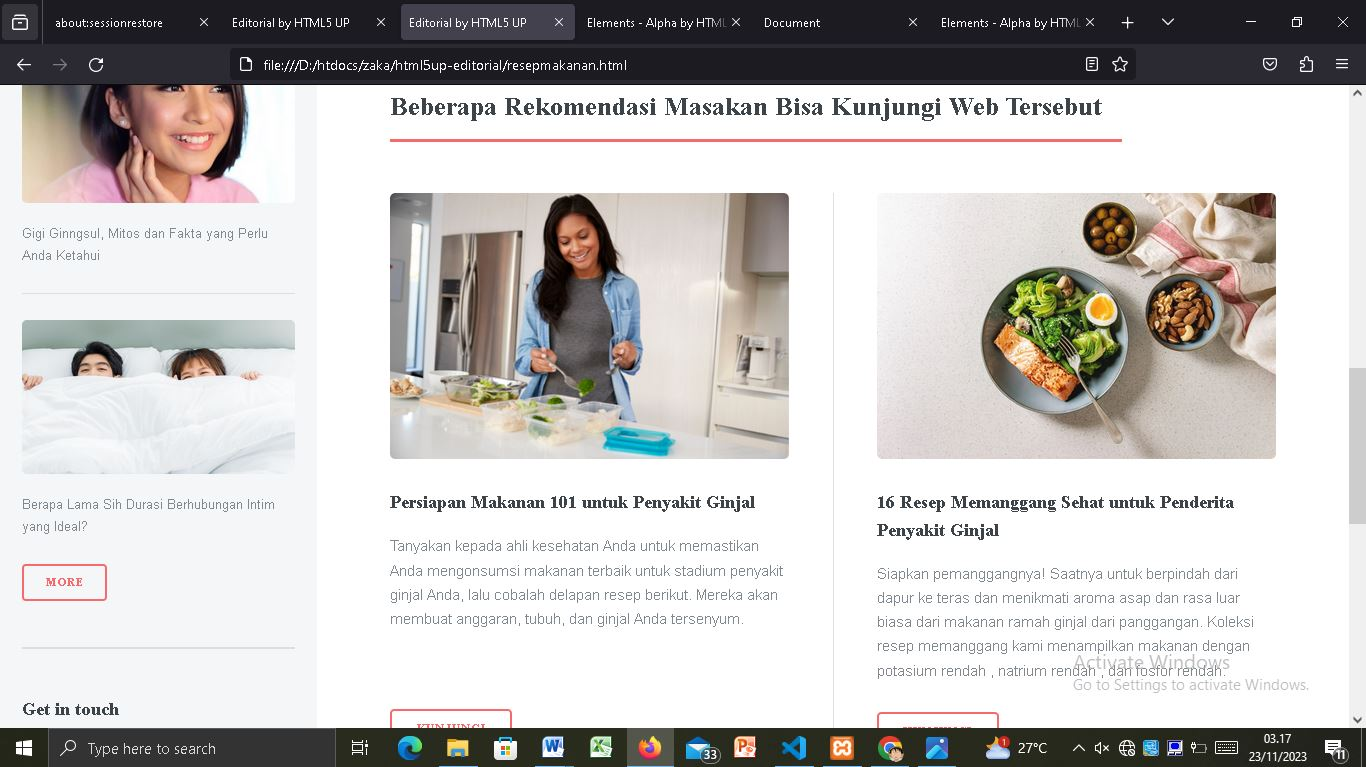 about:sessionrestore
Editorial by HTML5 UP
Editorial by HTML5 UP
Elements - Alpha by HTML
Document
Elements - Alpha by HTML
file:///D:/htdocs/zaka/html5up-editorial/resepmakanan.html
Gigi Ginngsul, Mitos dan Fakta yang Perlu
Anda Ketahui
Berapa Lama Sih Durasi Berhubungan Intim
yang Ideal?
MORE
Get in touch
Beberapa Rekomendasi Masakan Bisa Kunjungi Web Tersebut
Persiapan Makanan 101 untuk Penyakit Ginjal
Tanyakan kepada ahli kesehatan Anda untuk memastikan
Anda mengonsumsi makanan terbaik untuk stadium penyakit
ginjal Anda, lalu cobalah delapan resep berikut. Mereka akan
membuat anggaran, tubuh, dan ginjal Anda tersenyum.
KUNJUNGI
16 Resep Memanggang Sehat untuk Penderita
Penyakit Ginjal
Siapkan pemanggangnya! Saatnya untuk berpindah dari
dapur ke teras dan menikmati aroma asap dan rasa luar
biasa dari makanan ramah ginjal dari panggangan. Koleksi
resep memanggang kami menampilkan makanan dengan
potasium rendah , natrium rendah , dan fosfor rendah.
Activate Windows
Go to Settings to activate Windows.
Type here to search
33
1
27°C
03.17
23/11/2023
11